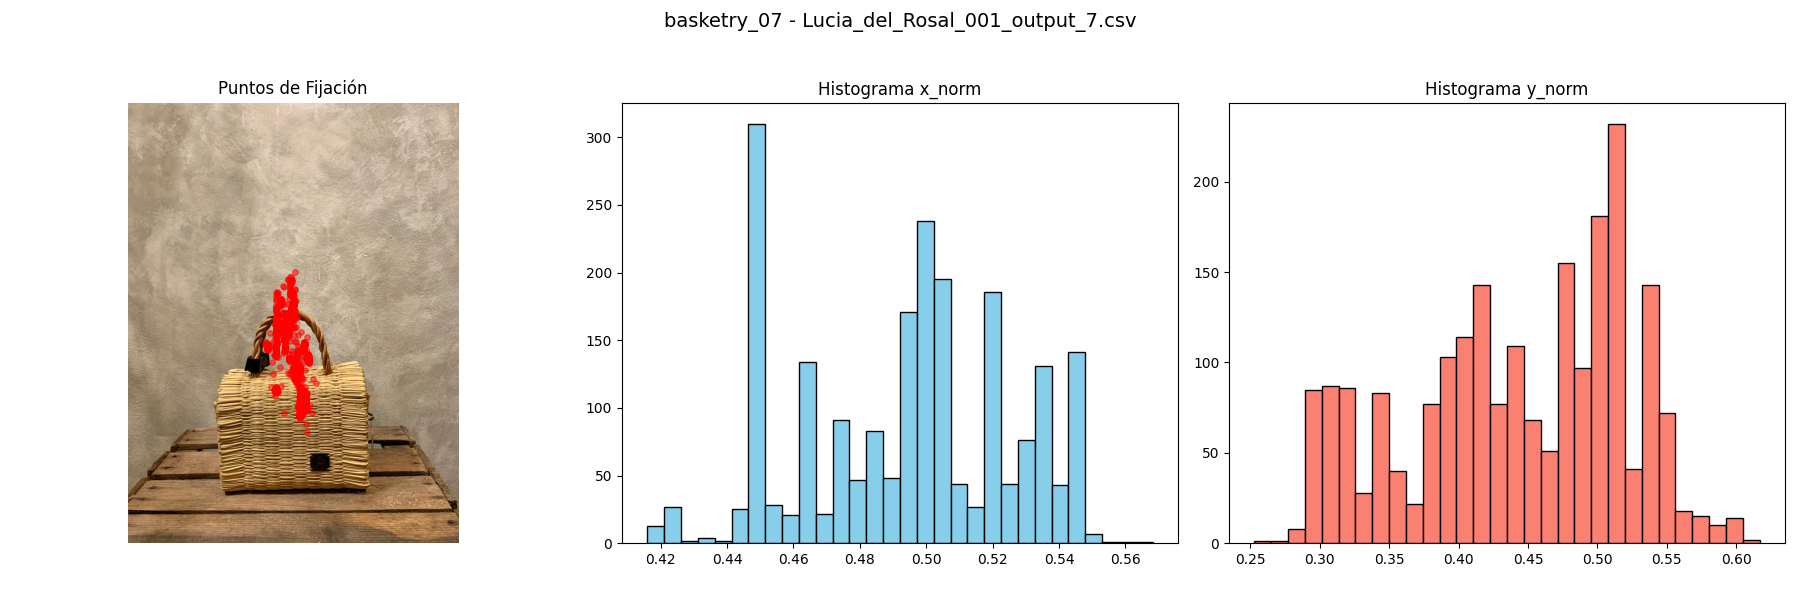 basketry_07 - Lucia_del_Rosal_001_output_7.csv
Puntos de Fijación
Histograma x_norm
300
250
200
150
100
50
0
0.42 0.44 0.46 0.48 0.50 0.52 0.54 0.56
Histograma y_norm
200
150
100
50
0
0.25 0.30 0.35 0.40 0.45 0.50 0.55 0.60